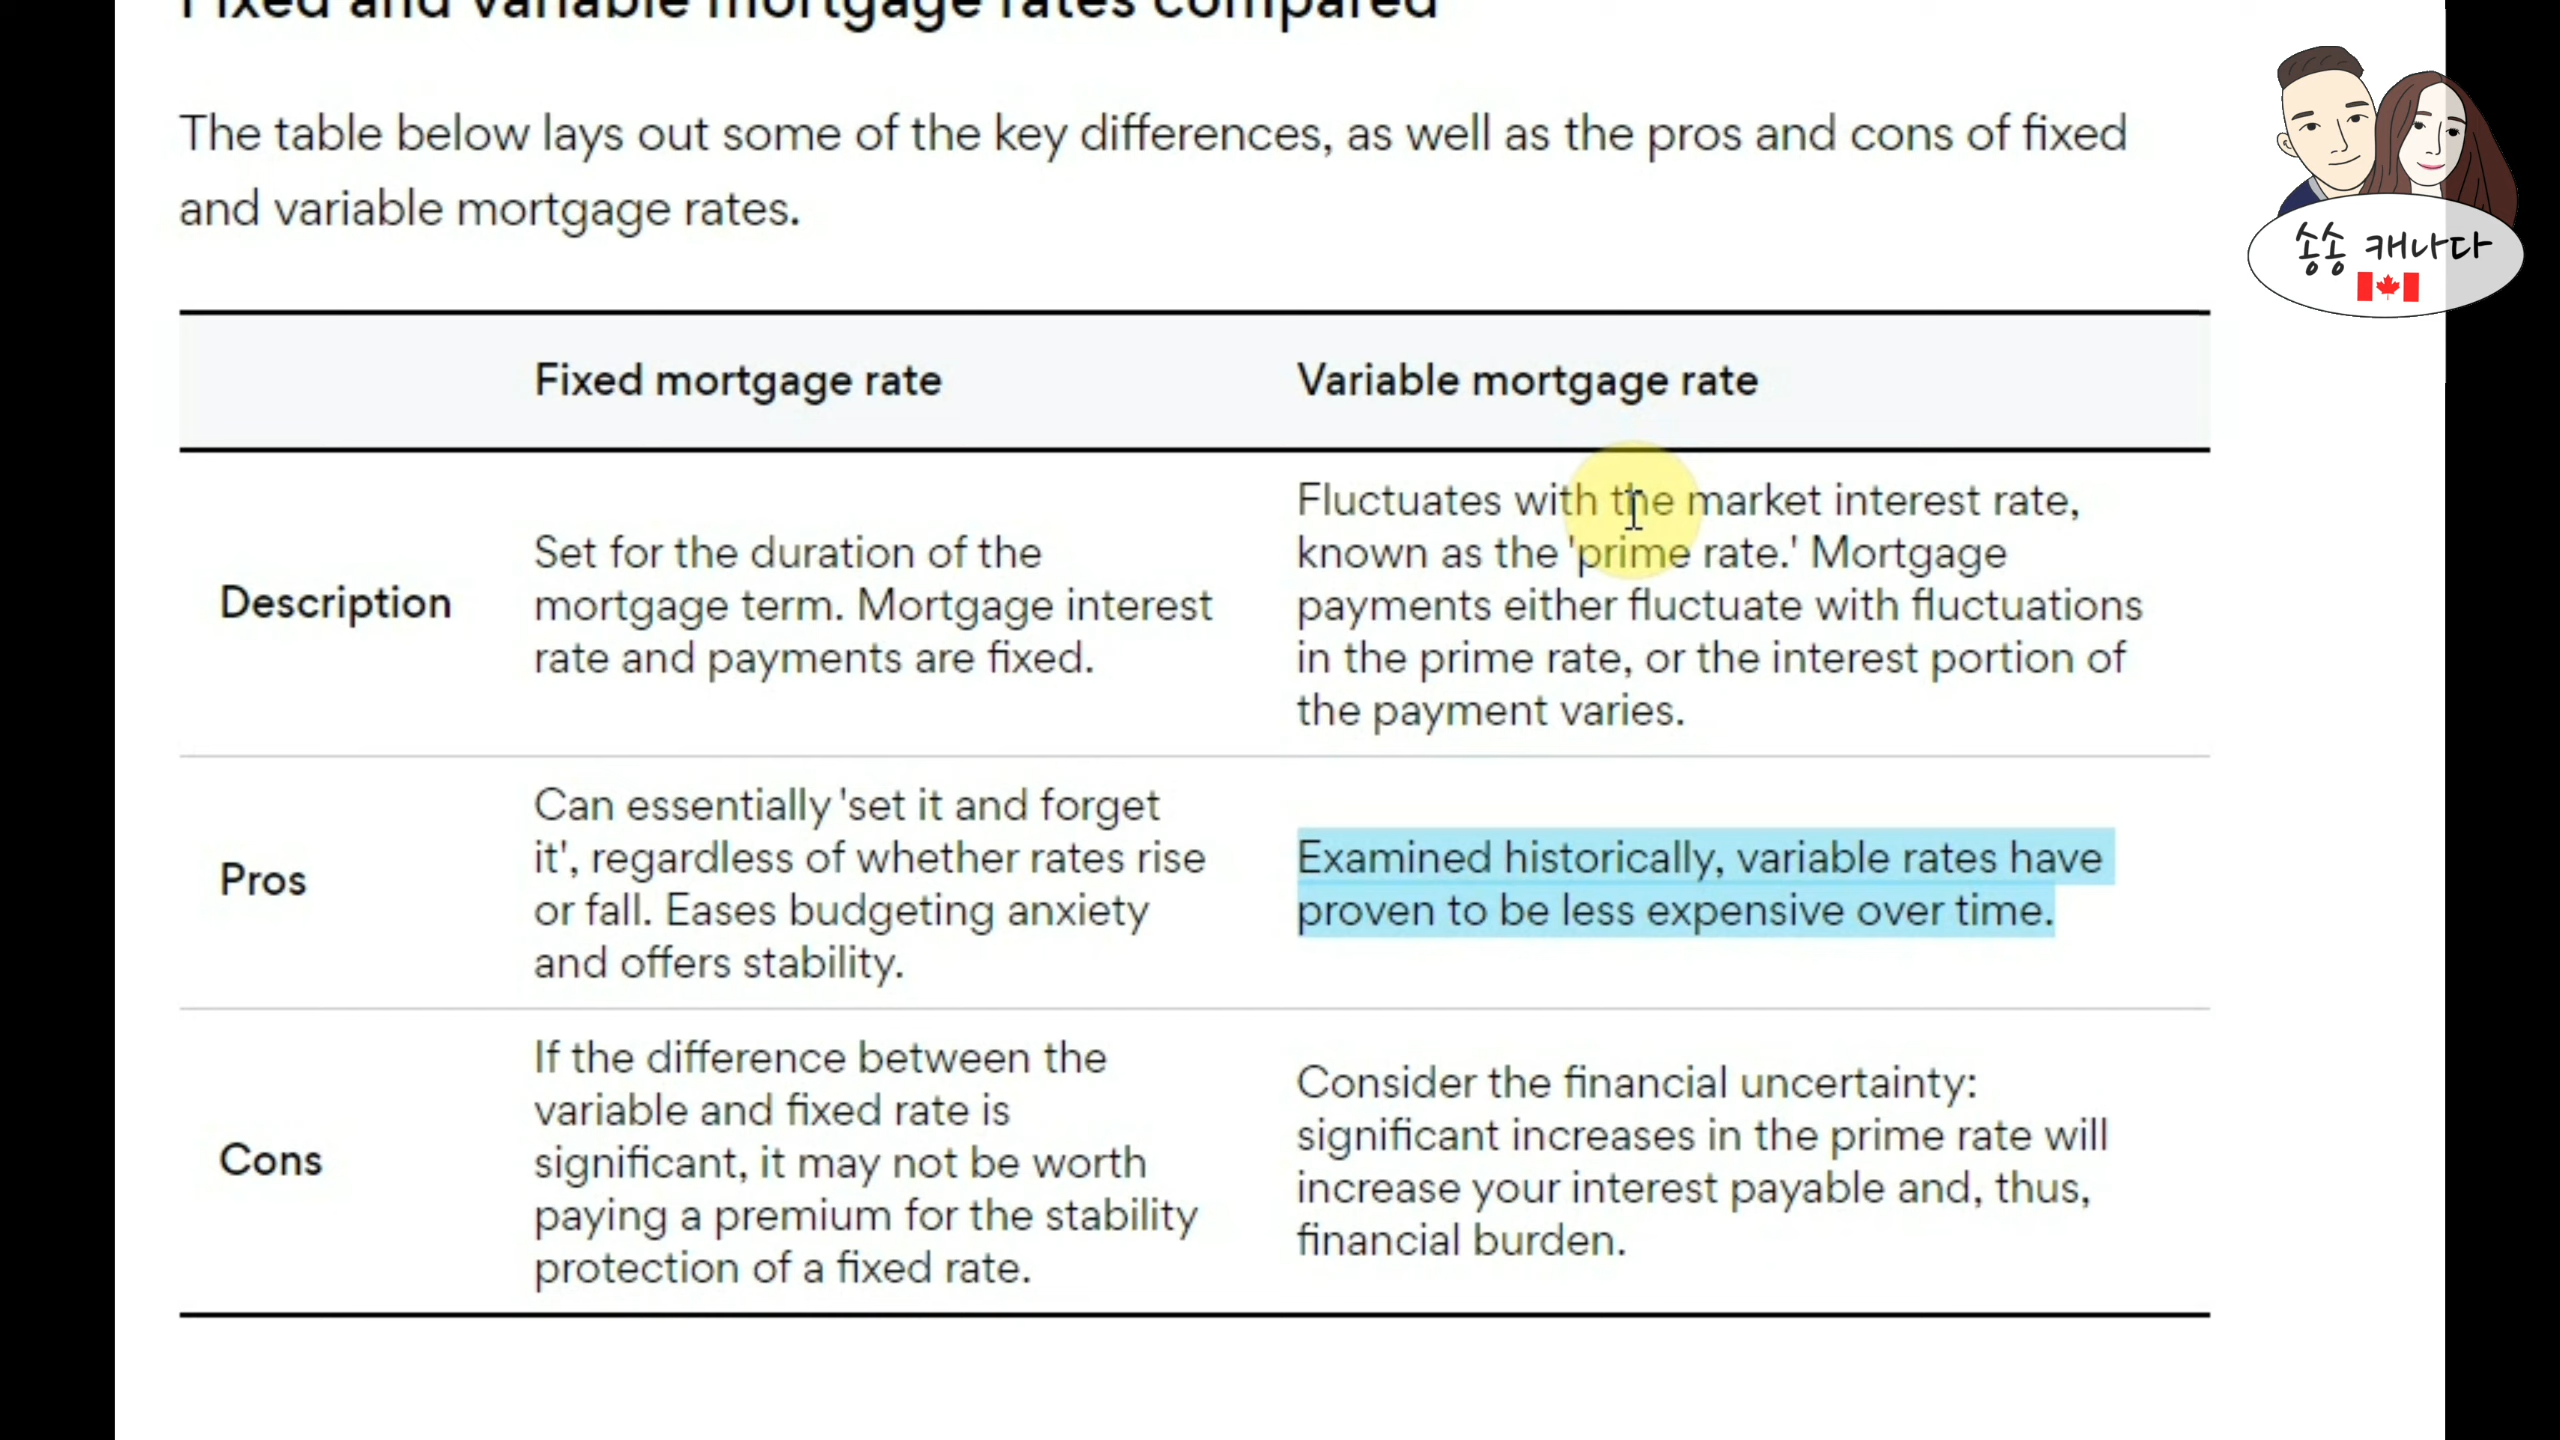 Fixed and variable mortgage rates compared
The table below lays out some of the key differences, as well as the pros and cons of fixed
and variable mortgage rates.
송송 캐나다
Fixed mortgage rate
Variable mortgage rate
Description
Set for the duration of the
mortgage term. Mortgage interest
rate and payments are fixed.
Fluctuates with the market interest rate,
known as the 'prime rate.' Mortgage
payments either fluctuate with fluctuations
in the prime rate, or the interest portion of
the payment varies.
Pros
Can essentially 'set it and forget
it', regardless of whether rates rise
or fall. Eases budgeting anxiety
and offers stability.
Examined historically, variable rates have
proven to be less expensive over time.
Cons
If the difference between the
variable and fixed rate is
significant, it may not be worth
paying a premium for the stability
protection of a fixed rate.
Consider the financial uncertainty:
significant increases in the prime rate will
increase your interest payable and, thus,
financial burden.